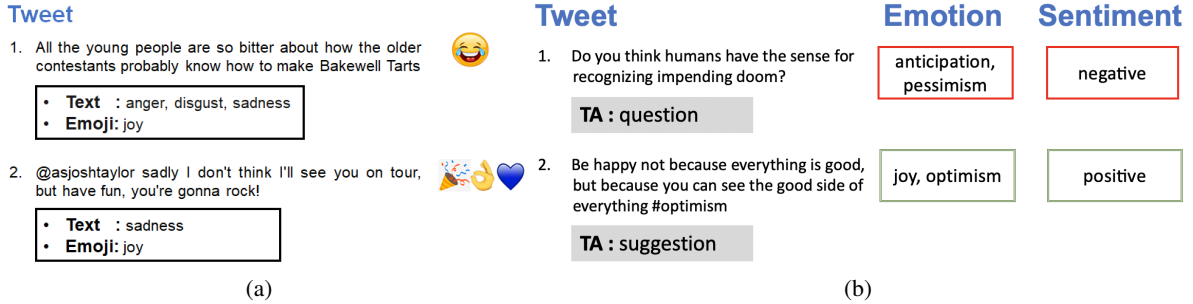 Tweet
1. All the young people are so bitter about how the older
contestants probably know how to make Bakewell Tarts
• Text : anger, disgust, sadness
• Emoji: joy
2. @asjoshtaylor sadly I don't think I'll see you on tour,
but have fun, you're gonna rock!
• Text : sadness
• Emoji: joy
(a)
Tweet Emotion Sentiment
1. Do you think humans have the sense for
recognizing impending doom?
TA : question
anticipation,
pessimism
negative
2. Be happy not because everything is good,
but because you can see the good side of
everything #optimism
TA : suggestion
joy, optimism
positive
(b)